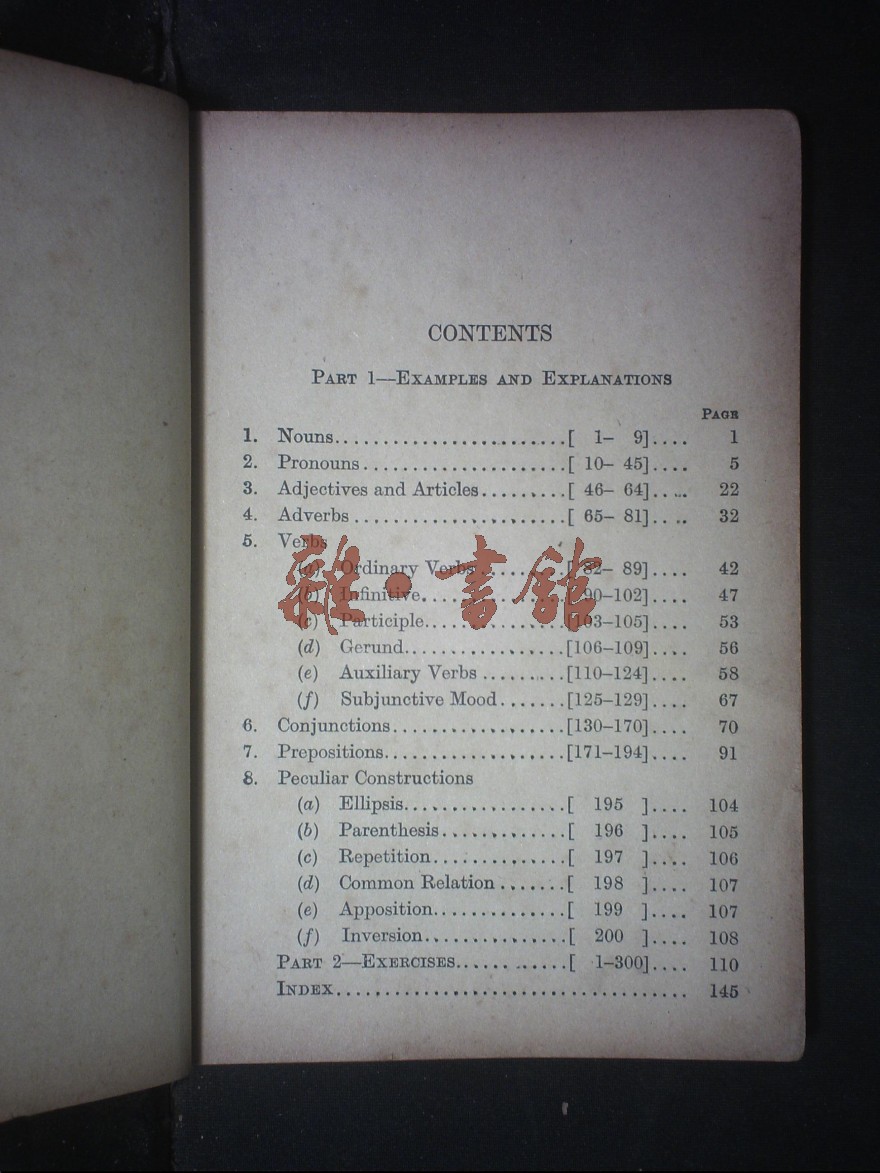 CONTENTS
PART 1—EXAMPLES AND EXPLANATIONS
PAGE
1. Nouns........................[ 1– 9].... 1
2. Pronouns.....................[ 10– 45].... 5
3. Adjectives and Articles.........[ 46– 64].... 22
4. Adverbs......................[ 65– 81].... 32
5. Verbs
(a) Ordinary Verbs..........[ 82– 89].... 42
(b) Infinitive...............[ 90–102].... 47
(c) Participle...............[103–105].... 53
(d) Gerund.................[106–109].... 56
(e) Auxiliary Verbs..........[110–124].... 58
(f) Subjunctive Mood.......[125–129].... 67
6. Conjunctions..................[130–170].... 70
7. Prepositions...................[171–194].... 91
8. Peculiar Constructions
(a) Ellipsis.................[ 195 ].... 104
(b) Parenthesis.............[ 196 ].... 105
(c) Repetition..............[ 197 ].... 106
(d) Common Relation.......[ 198 ].... 107
(e) Apposition..............[ 199 ].... 107
(f) Inversion...............[ 200 ].... 108
PART 2—EXERCISES............[ 1–300].... 110
INDEX..................................... 145
雜·書館